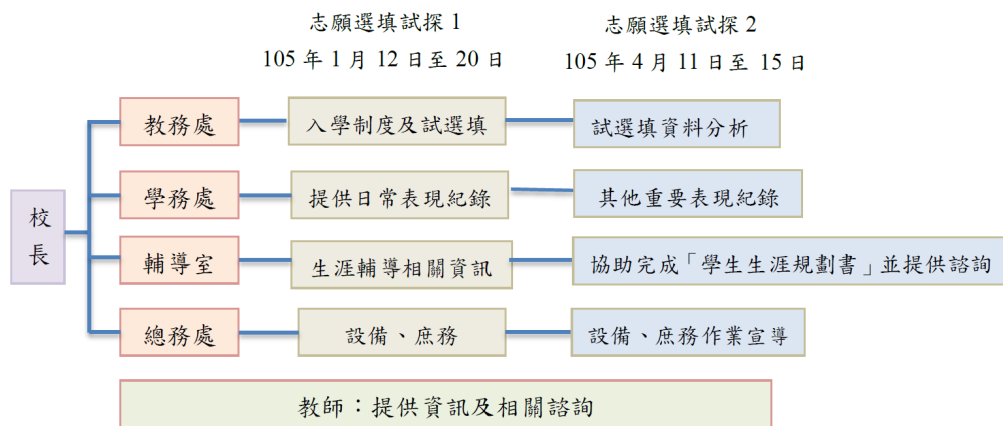 志願選填試探 1
105 年 1 月 12 日至 20 日
志願選填試探 2
105 年 4 月 11 日至 15 日
校長
教務處
入學制度及試選填
試選填資料分析
學務處
提供日常表現紀錄
其他重要表現紀錄
輔導室
生涯輔導相關資訊
協助完成「學生生涯規劃書」並提供諮詢
總務處
設備、庶務
設備、庶務作業宣導
教師：提供資訊及相關諮詢